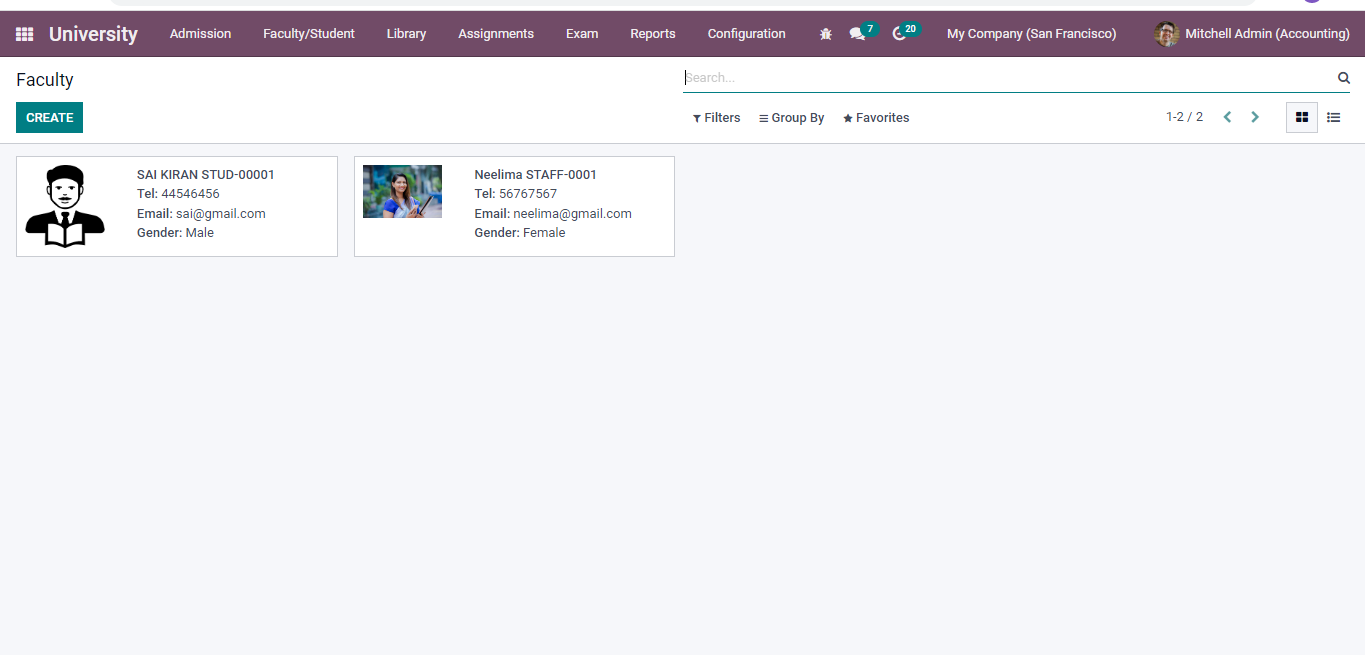 University Admission Faculty/Student Library Assignments Exam Reports Configuration 7 20 My Company (San Francisco) Mitchell Admin (Accounting)
Faculty
Search...
CREATE
Filters Group By Favorites 1-2 / 2
SAI KIRAN STUD-00001
Tel: 44546456
Email: sai@gmail.com
Gender: Male
Neelima STAFF-0001
Tel: 56767567
Email: neelima@gmail.com
Gender: Female